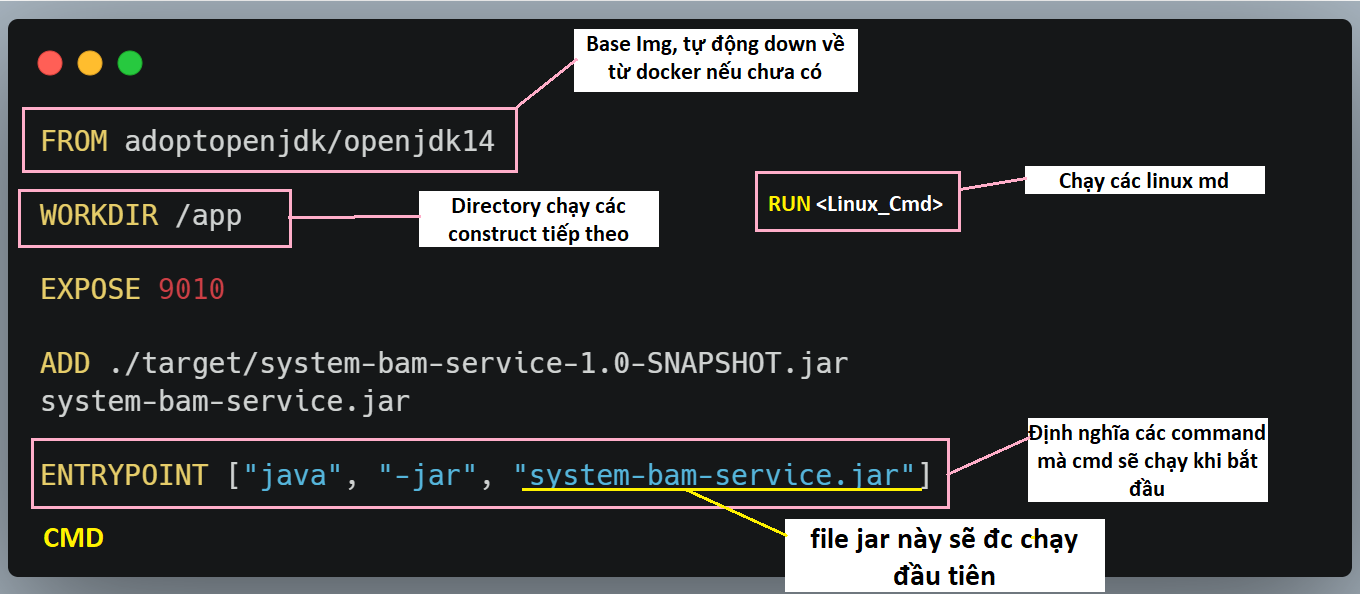 Base Img, tự động down về
từ docker nếu chưa có
FROM adoptopenjdk/openjdk14
RUN <Linux_Cmd>
Chạy các linux md
WORKDIR /app
Directory chạy các
construct tiếp theo
EXPOSE 9010
ADD ./target/system-bam-service-1.0-SNAPSHOT.jar
system-bam-service.jar
ENTRYPOINT ["java", "-jar", "system-bam-service.jar"]
Định nghĩa các command
mà cmd sẽ chạy khi bắt
đầu
CMD
file jar này sẽ đc chạy
đầu tiên